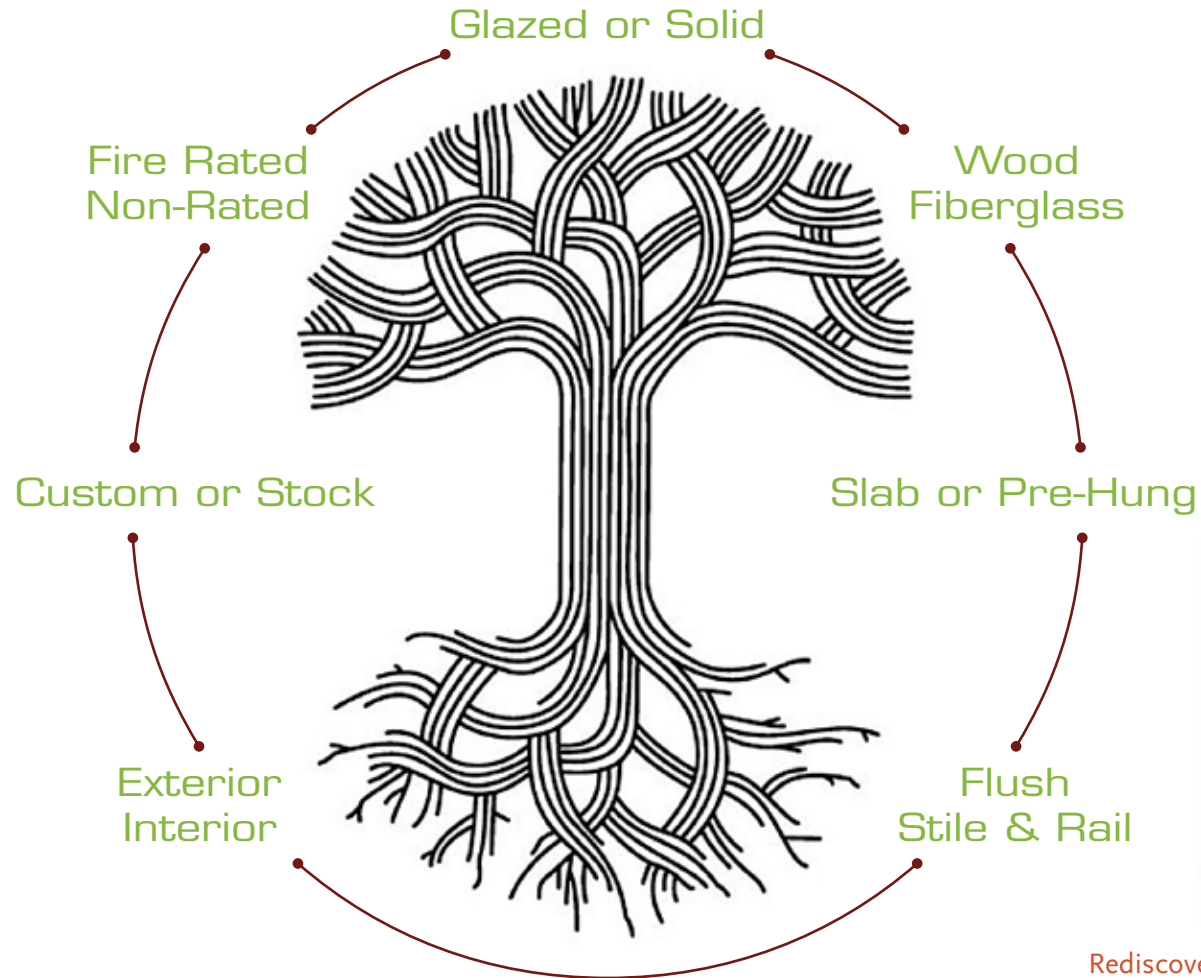 Glazed or Solid
Fire Rated
Non-Rated
Wood
Fiberglass
Custom or Stock
Slab or Pre-Hung
Exterior
Interior
Flush
Stile & Rail